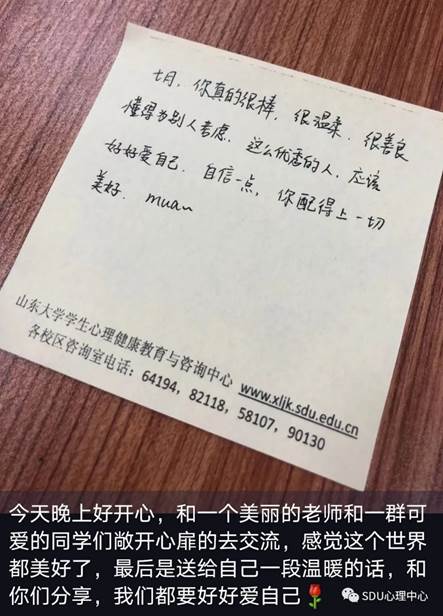 七月，你真的很棒，很温柔、很善良
懂得为别人考虑，这么优秀的人，应该
好好爱自己，自信一点，你配得上一切
美好. mua~
山东大学学生心理健康教育与咨询中心 www.xljk.sdu.edu.cn
各校区咨询室电话：64194，82118，58107，90130
今天晚上好开心，和一个美丽的老师和一群可
爱的同学们敞开心扉的去交流，感觉这个世界
都美好了，最后是送给自己一段温暖的话，和
你们分享，我们都要好好爱自己🌹
SDU心理中心